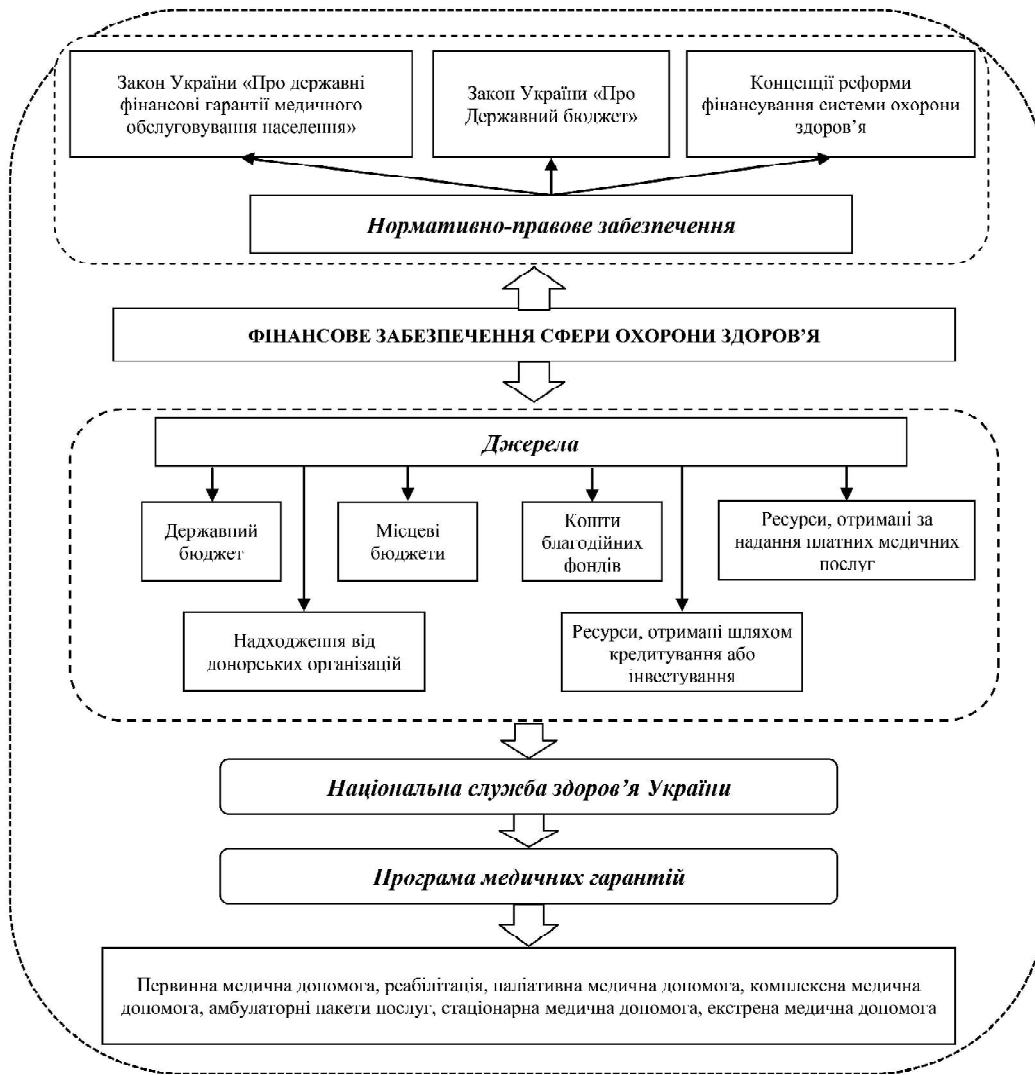 Закон України «Про державні
фінансові гарантії медичного
обслуговування населення»
Закон України «Про
Державний бюджет»
Концепції реформи
фінансування системи охорони
здоров’я
Нормативно-правове забезпечення
ФІНАНСОВЕ ЗАБЕЗПЕЧЕННЯ СФЕРИ ОХОРОНИ ЗДОРОВ’Я
Джерела
Державний
бюджет
Місцеві
бюджети
Кошти
благодійних
фондів
Ресурси, отримані за
надання платних медичних
послуг
Надходження від
донорських організацій
Ресурси, отримані шляхом
кредитування або
інвестування
Національна служба здоров’я України
Програма медичних гарантій
Первинна медична допомога, реабілітація, паліативна медична допомога, комплексна медична
допомога, амбулаторні пакети послуг, стаціонарна медична допомога, екстрена медична допомога